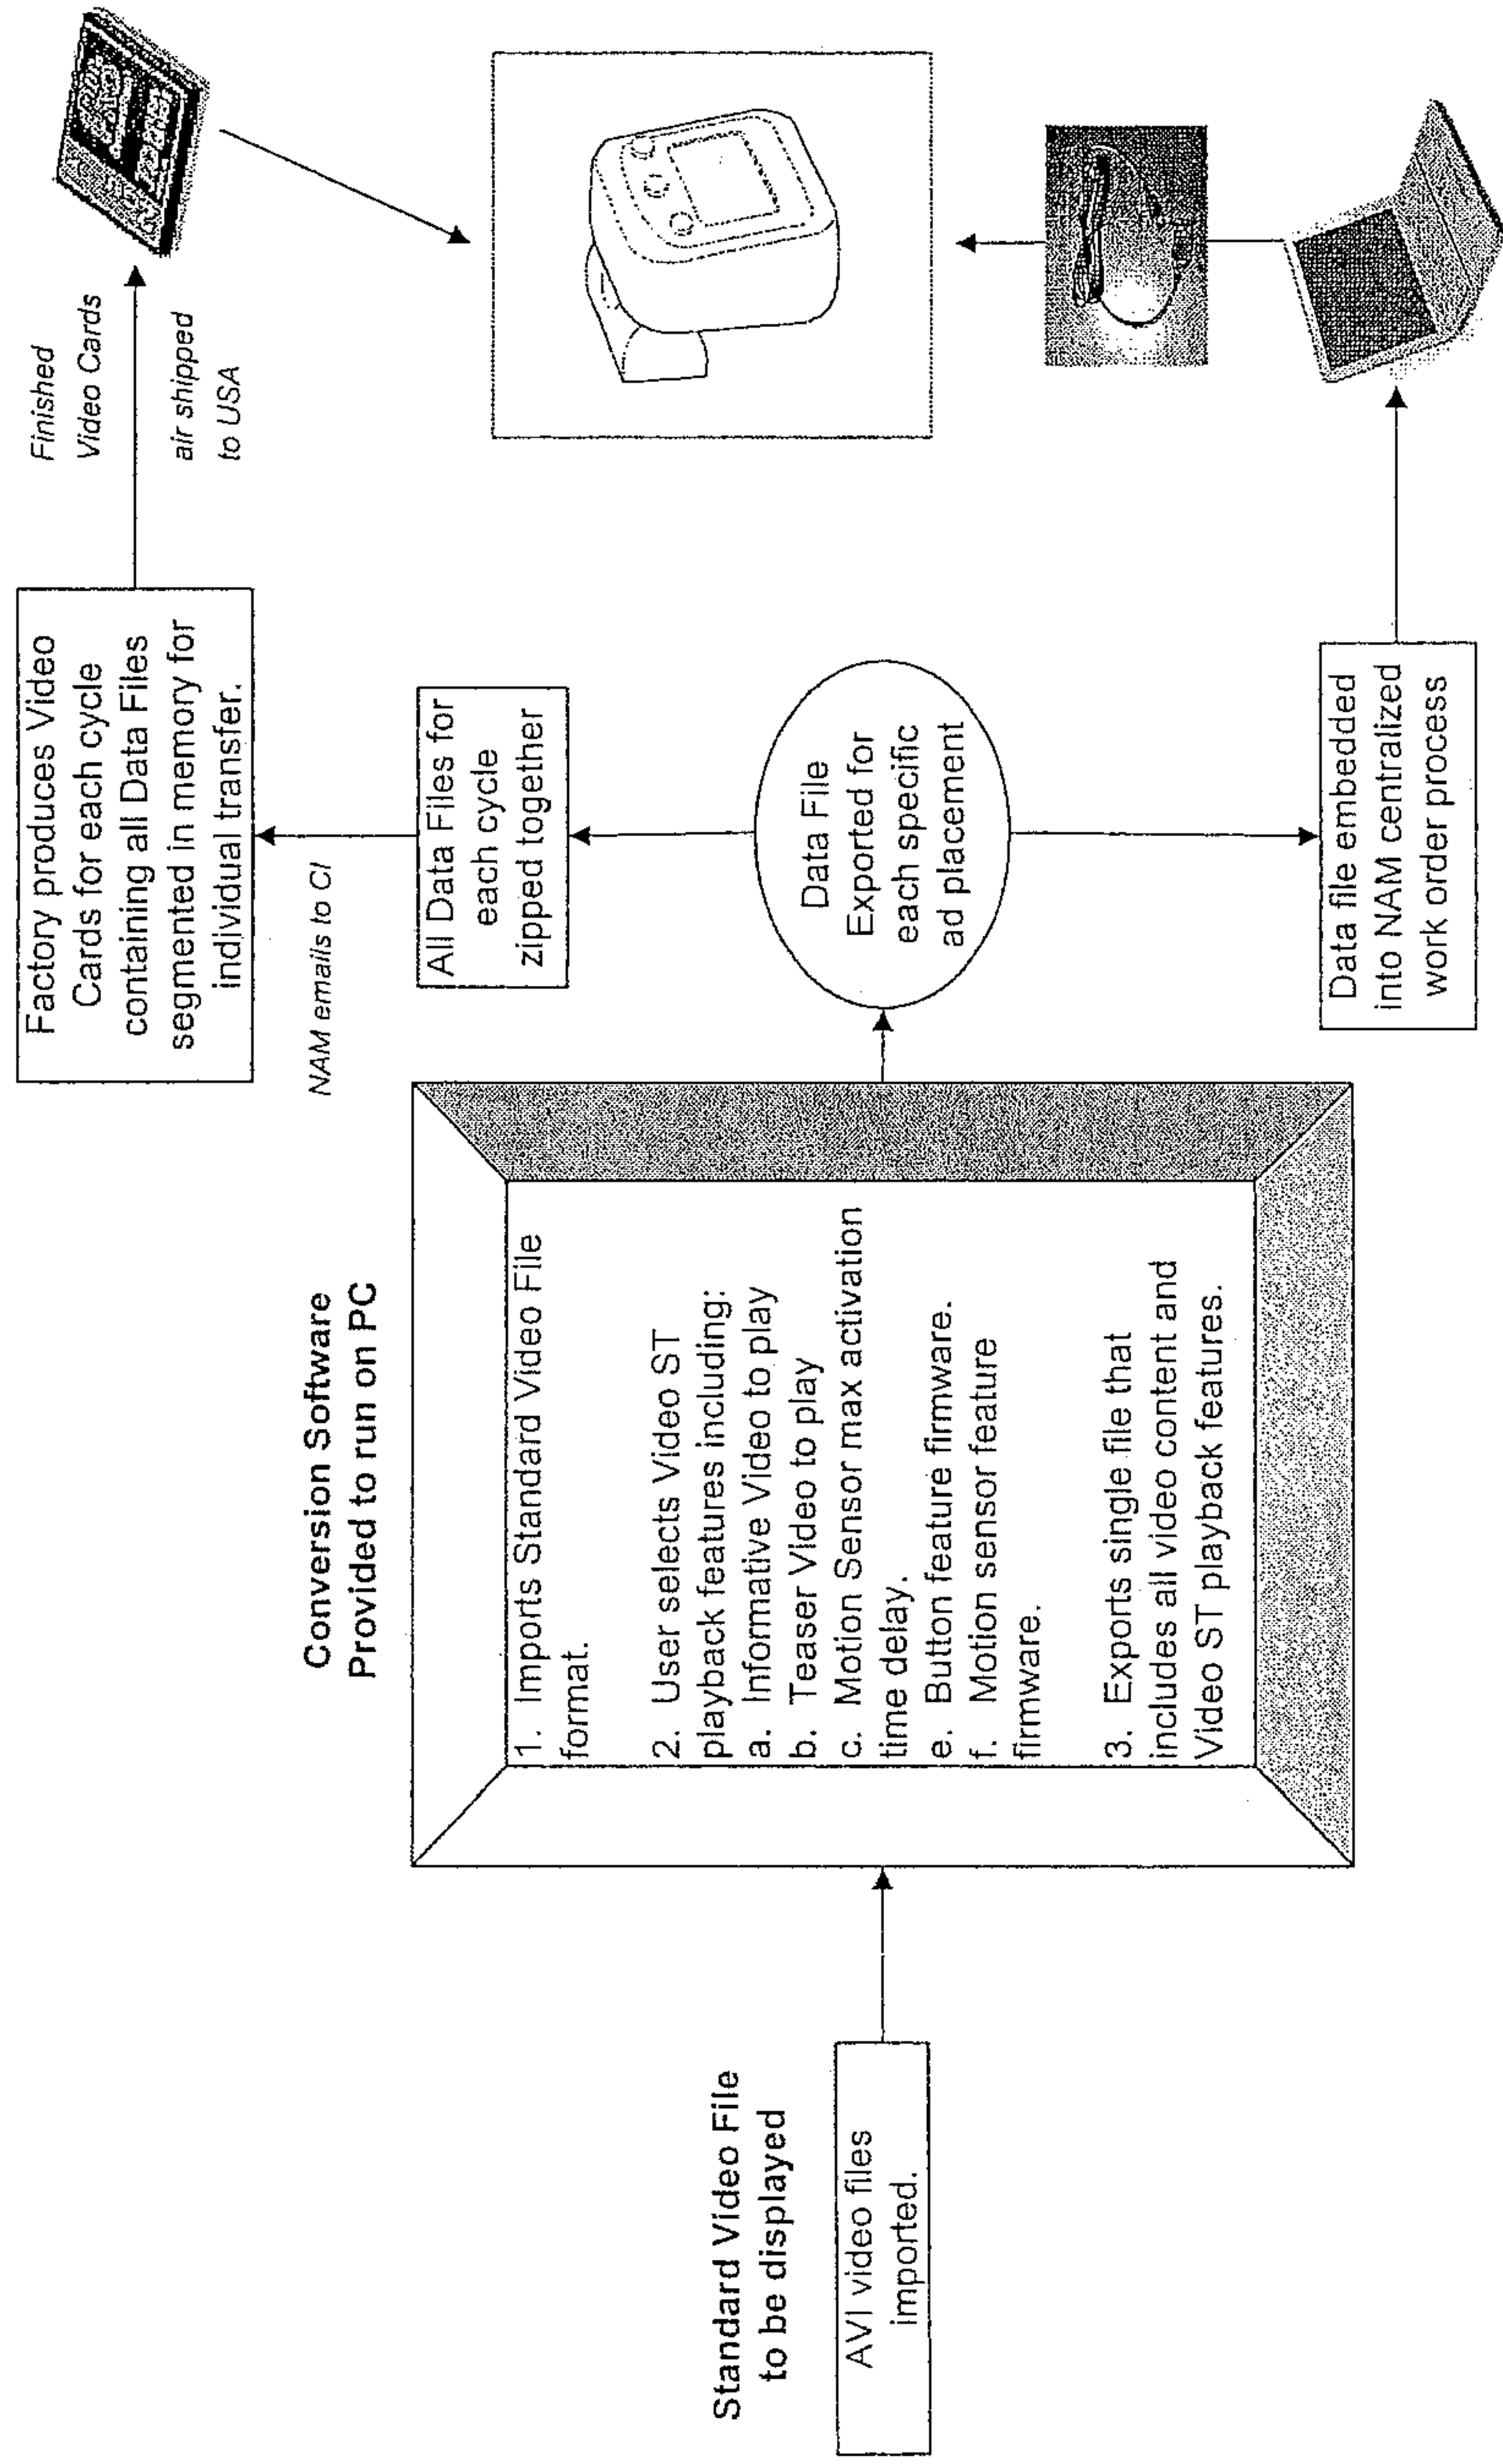 Standard Video File
to be displayed
AVI video files
imported.
Conversion Software
Provided to run on PC
1. Imports Standard Video File
format.
2. User selects Video ST
playback features including:
a. Informative Video to play
b. Teaser Video to play
c. Motion Sensor max activation
time delay.
e. Button feature firmware.
f. Motion sensor feature
firmware.
3. Exports single file that
includes all video content and
Video ST playback features.
Data File
Exported for
each specific
ad placement
All Data Files for
each cycle
zipped together
NAM emails to CI
Factory produces Video
Cards for each cycle
containing all Data Files
segmented in memory for
individual transfer.
Finished
Video Cards
air shipped
to USA
Data file embedded
into NAM centralized
work order process